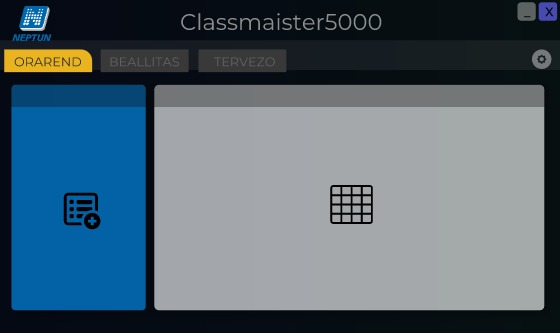 Classmaister5000
_ X
NEPTUN
ORAREND BEALLITAS TERVEZO